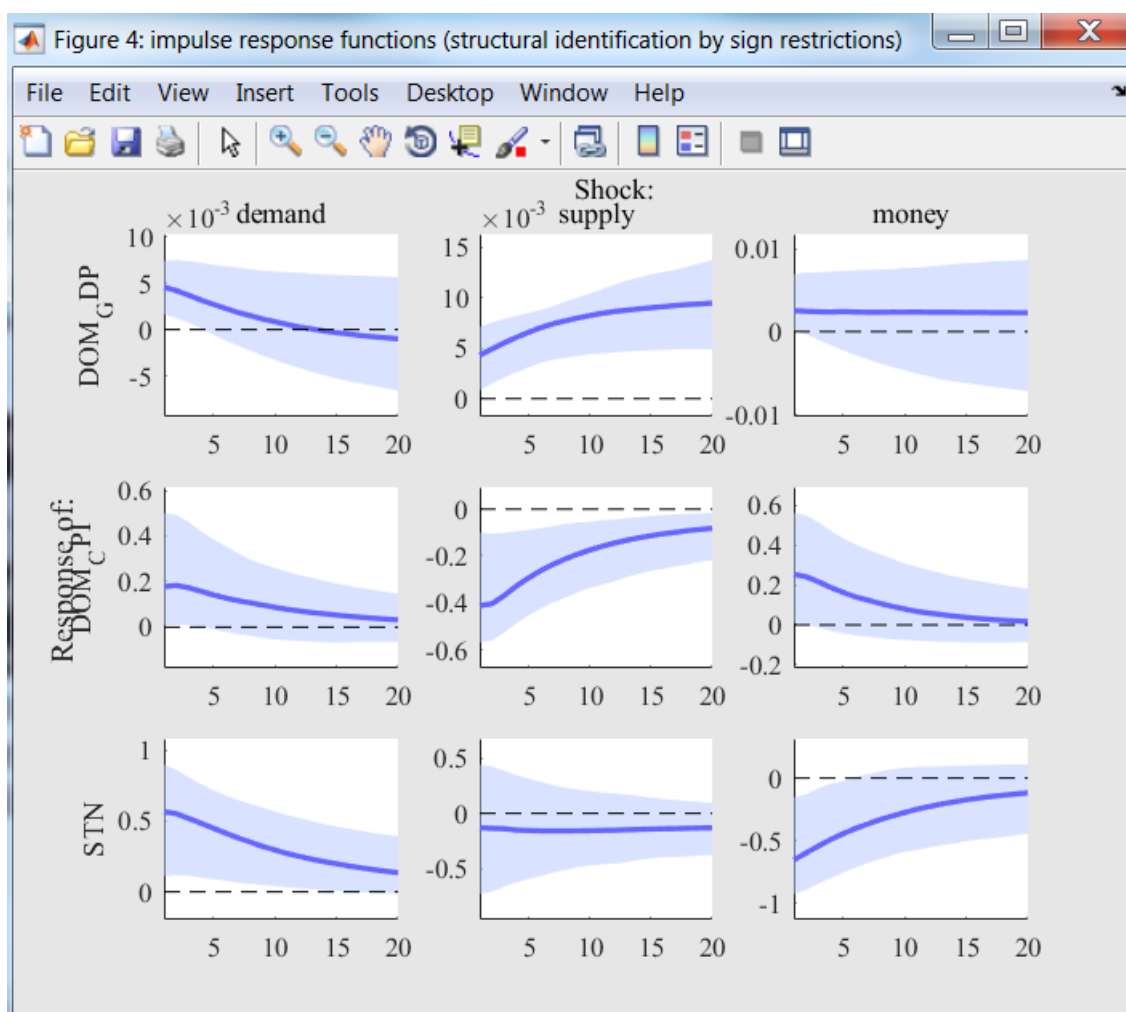 Figure 4: impulse response functions (structural identification by sign restrictions)
File Edit View Insert Tools Desktop Window Help
Shock:
×10⁻³ demand ×10⁻³ supply money
Response of:
DOM_GDP
10
5
0
-5
5 10 15 20
15
10
5
0
5 10 15 20
0.01
0
-0.01
5 10 15 20
DOM_CPI
0.6
0.4
0.2
0
5 10 15 20
0
-0.2
-0.4
-0.6
5 10 15 20
0.6
0.4
0.2
0
-0.2
5 10 15 20
STN
1
0.5
0
5 10 15 20
0.5
0
-0.5
5 10 15 20
0
-0.5
-1
5 10 15 20